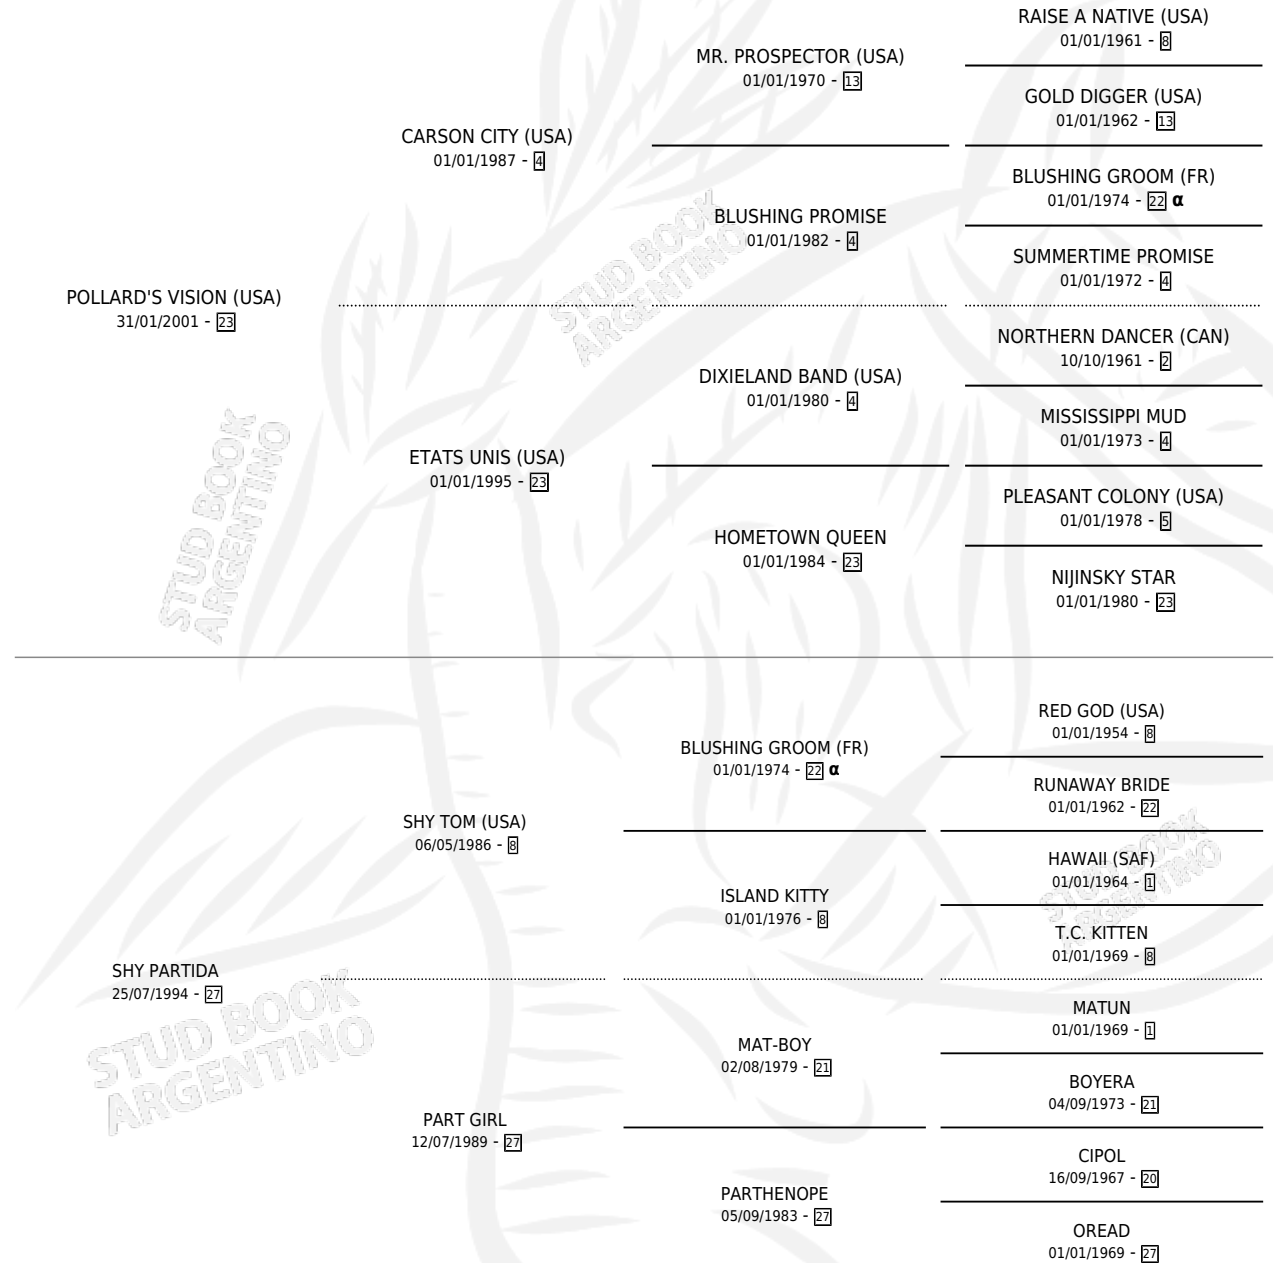 RAISE A NATIVE (USA)
01/01/1961 - 8
MR. PROSPECTOR (USA)
01/01/1970 - 13
GOLD DIGGER (USA)
01/01/1962 - 13
CARSON CITY (USA)
01/01/1987 - 4
BLUSHING GROOM (FR)
01/01/1974 - 22 α
BLUSHING PROMISE
01/01/1982 - 4
SUMMERTIME PROMISE
01/01/1972 - 4
POLLARD'S VISION (USA)
31/01/2001 - 23
NORTHERN DANCER (CAN)
10/10/1961 - 2
DIXIELAND BAND (USA)
01/01/1980 - 4
MISSISSIPPI MUD
01/01/1973 - 4
ETATS UNIS (USA)
01/01/1995 - 23
PLEASANT COLONY (USA)
01/01/1978 - 5
HOMETOWN QUEEN
01/01/1984 - 23
NIJINSKY STAR
01/01/1980 - 23
STUD BOOK
ARGENTINO
STUD BOOK
ARGENTINO
RED GOD (USA)
01/01/1954 - 8
BLUSHING GROOM (FR)
01/01/1974 - 22 α
RUNAWAY BRIDE
01/01/1962 - 22
SHY TOM (USA)
06/05/1986 - 8
HAWAII (SAF)
01/01/1964 - 1
ISLAND KITTY
01/01/1976 - 8
T.C. KITTEN
01/01/1969 - 8
SHY PARTIDA
25/07/1994 - 27
MATUN
01/01/1969 - 1
MAT-BOY
02/08/1979 - 21
BOYERA
04/09/1973 - 21
PART GIRL
12/07/1989 - 27
CIPOL
16/09/1967 - 20
PARTHENOPE
05/09/1983 - 27
OREAD
01/01/1969 - 27
STUD BOOK
ARGENTINO
STUD BOOK
ARGENTINO